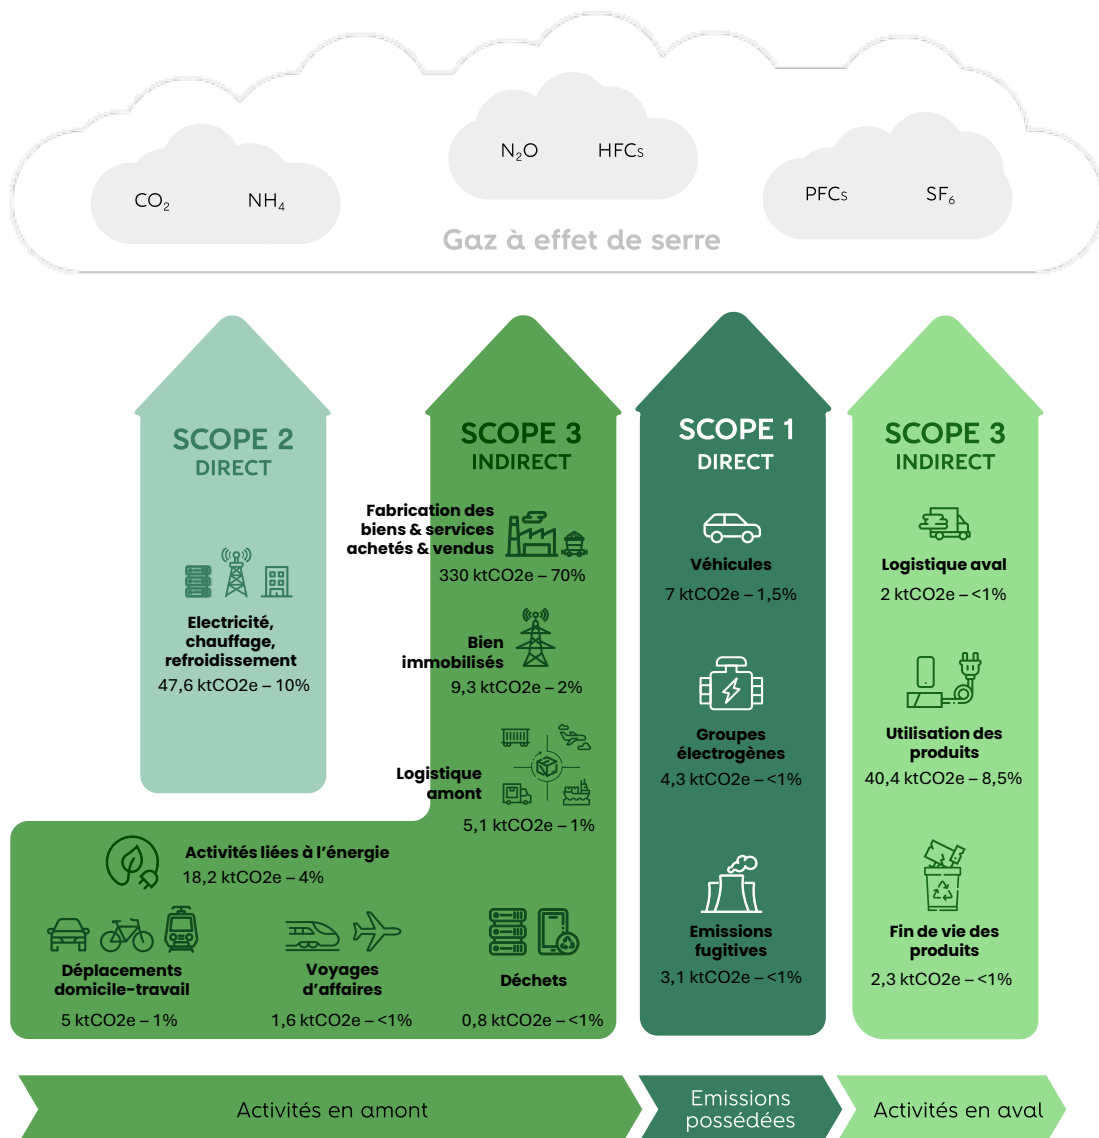 N₂O
HFCs
CO₂
NH₄
PFCs
SF₆
Gaz à effet de serre
SCOPE 2
DIRECT
Electricité,
chauffage,
refroidissement
47,6 ktCO2e – 10%
SCOPE 3
INDIRECT
Fabrication des
biens & services
achetés & vendus
330 ktCO2e – 70%
Bien
immobilisés
9,3 ktCO2e – 2%
Logistique
amont
5,1 ktCO2e – 1%
Activités liées à l’énergie
18,2 ktCO2e – 4%
Déplacements
domicile-travail
5 ktCO2e – 1%
Voyages
d’affaires
1,6 ktCO2e – <1%
Déchets
0,8 ktCO2e – <1%
SCOPE 1
DIRECT
Véhicules
7 ktCO2e – 1,5%
Groupes
électrogènes
4,3 ktCO2e – <1%
Emissions
fugitives
3,1 ktCO2e – <1%
SCOPE 3
INDIRECT
Logistique aval
2 ktCO2e – <1%
Utilisation des
produits
40,4 ktCO2e – 8,5%
Fin de vie des
produits
2,3 ktCO2e – <1%
Activités en amont
Emissions
possédées
Activités en aval